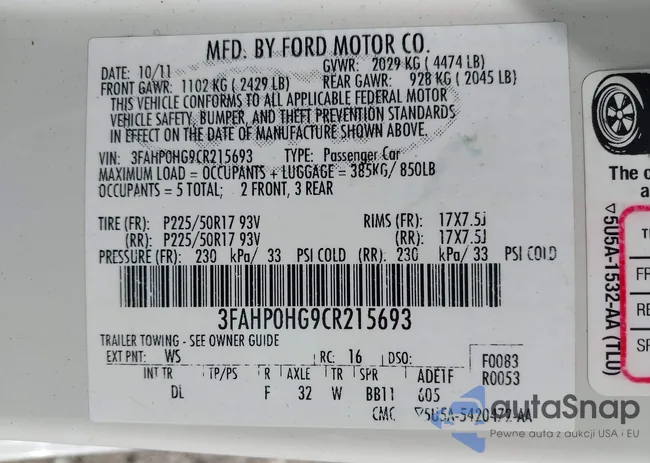 MFD. BY FORD MOTOR CO.
DATE: 10/11 GVWR: 2029 KG ( 4474 LB)
FRONT GAWR: 1102 KG ( 2429 LB) REAR GAWR: 928 KG ( 2045 LB)
THIS VEHICLE CONFORMS TO ALL APPLICABLE FEDERAL MOTOR
VEHICLE SAFETY, BUMPER, AND THEFT PREVENTION STANDARDS
IN EFFECT ON THE DATE OF MANUFACTURE SHOWN ABOVE.
VIN: 3FAHP0HG9CR215693 TYPE: Passenger Car
MAXIMUM LOAD = OCCUPANTS + LUGGAGE = 385KG/ 850LB
OCCUPANTS = 5 TOTAL; 2 FRONT, 3 REAR
TIRE (FR): P225/50R17 93V RIMS (FR): 17X7.5J
(RR): P225/50R17 93V (RR): 17X7.5J
PRESSURE (FR): 230 kPa/ 33 PSI COLD (RR): 230 kPa/ 33 PSI COLD
3FAHP0HG9CR215693
TRAILER TOWING - SEE OWNER GUIDE
EXT PNT: WS RC: 16 DSO: F0083
INT TR TP/PS R AXLE TR SPR ADE1F R0053
DL F 32 W BB11 605
CMC ▽5U5A-5420472-AA
The o
a
▽5U5A-1532-AA (TLU)
FR
RE
SP
autoSnap
Pewne auta z aukcji USA i EU